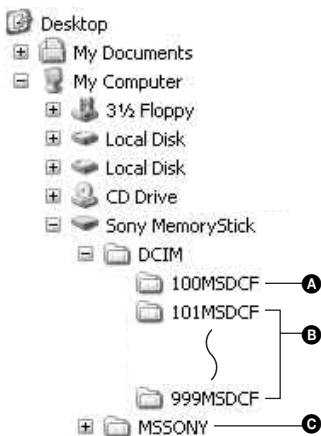 Desktop
My Documents
My Computer
3½ Floppy
Local Disk
Local Disk
CD Drive
Sony MemoryStick
DCIM
100MSDCF A
101MSDCF
B
999MSDCF
MSSONY C